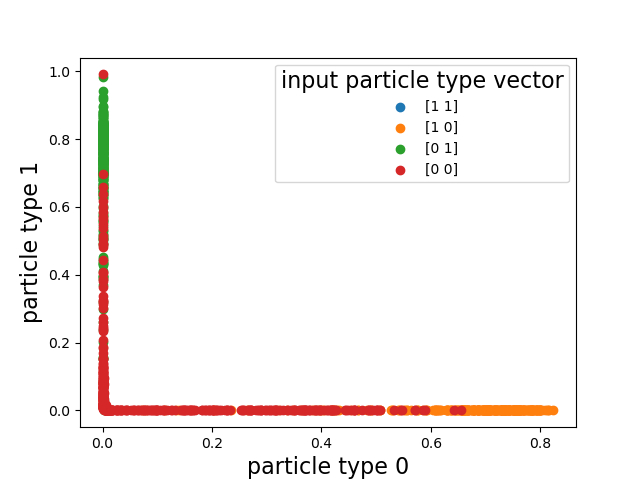 input particle type vector
[1 1]
[1 0]
[0 1]
[0 0]
particle type 1
1.0
0.8
0.6
0.4
0.2
0.0
0.0 0.2 0.4 0.6 0.8
particle type 0